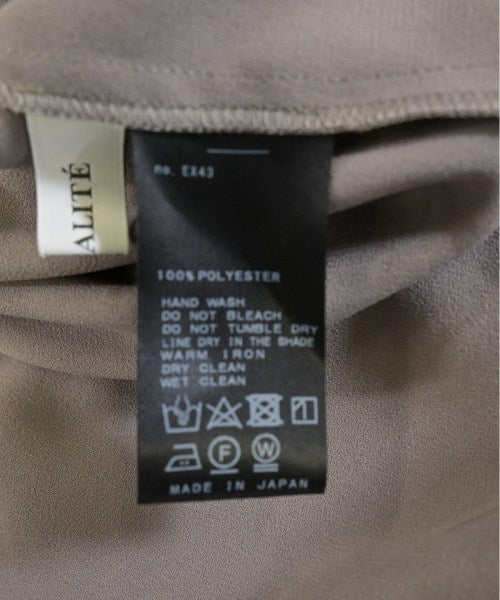 ALITÉ
no. EX43
100% POLYESTER
HAND WASH
DO NOT BLEACH
DO NOT TUMBLE DRY
LINE DRY IN THE SHADE
WARM IRON
DRY CLEAN
WET CLEAN
F
W
MADE IN JAPAN